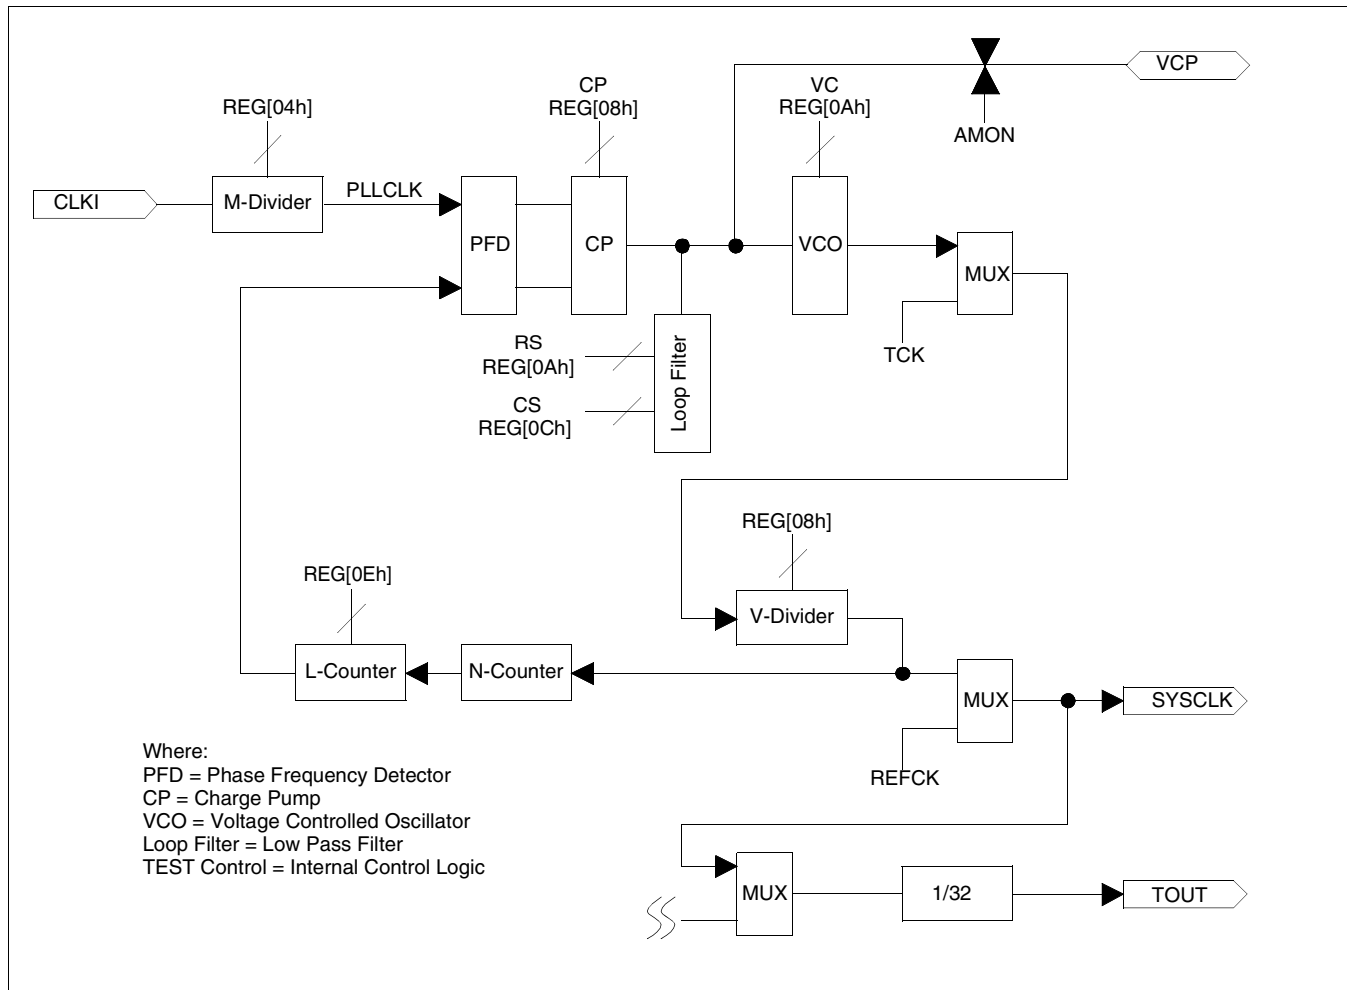 CP
VC
VCP
REG[04h]
REG[08h]
REG[0Ah]
AMON
CLKI
M-Divider
PLLCLK
PFD
CP
VCO
MUX
TCK
RS
REG[0Ah]
CS
REG[0Ch]
Loop Filter
REG[08h]
V-Divider
REG[0Eh]
L-Counter
N-Counter
MUX
SYSCLK
REFCK
Where:
PFD = Phase Frequency Detector
CP = Charge Pump
VCO = Voltage Controlled Oscillator
Loop Filter = Low Pass Filter
TEST Control = Internal Control Logic
MUX
1/32
TOUT